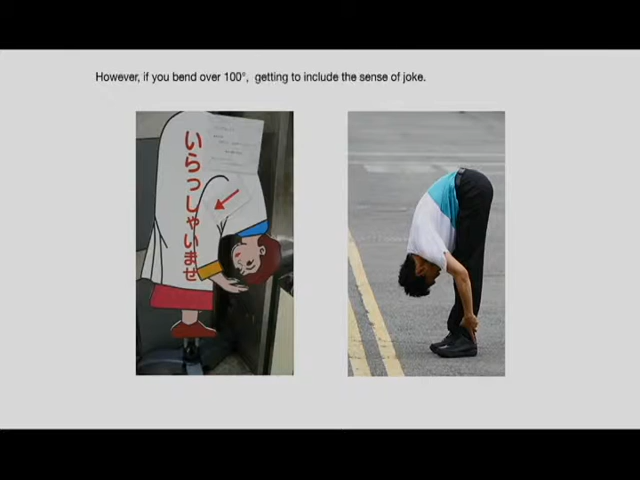 However, if you bend over 100°, getting to include the sense of joke.
いらっしゃいませ